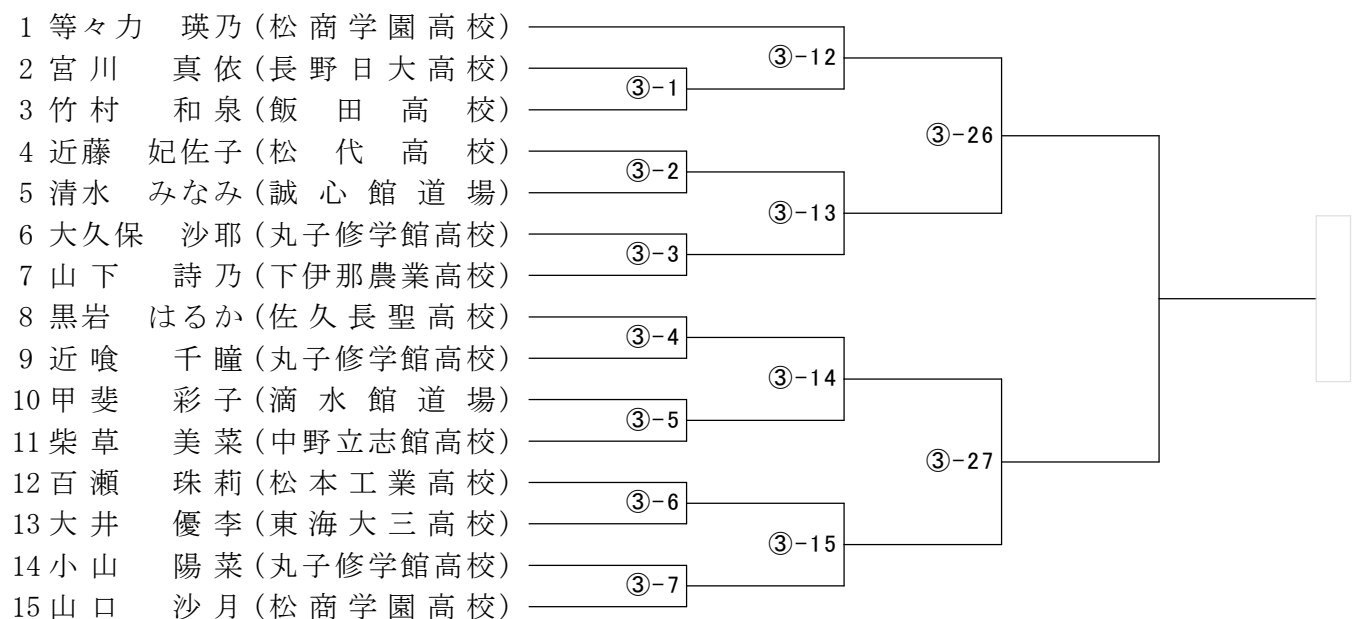 1 等々力 瑛乃 (松商学園高校)
2 宮川 真依 (長野日大高校)
3 竹村 和泉 (飯田高校)
4 近藤 妃佐子 (松代高校)
5 清水 みなみ (誠心館道場)
6 大久保 沙耶 (丸子修学館高校)
7 山下 詩乃 (下伊那農業高校)
8 黒岩 はるか (佐久長聖高校)
9 近喰 千瞳 (丸子修学館高校)
10 甲斐 彩子 (滴水館道場)
11 柴草 美菜 (中野立志館高校)
12 百瀬 珠莉 (松本工業高校)
13 大井 優李 (東海大三高校)
14 小山 陽菜 (丸子修学館高校)
15 山口 沙月 (松商学園高校)
③-1
③-2
③-3
③-4
③-5
③-6
③-7
③-12
③-13
③-14
③-15
③-26
③-27